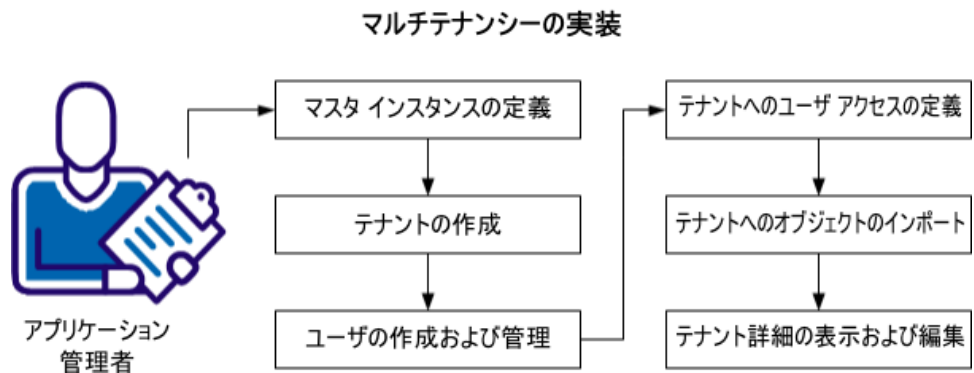 マルチテナンシーの実装
マスタ インスタンスの定義
テナントの作成
ユーザの作成および管理
テナントへのユーザ アクセスの定義
テナントへのオブジェクトのインポート
テナント詳細の表示および編集
アプリケーション
管理者